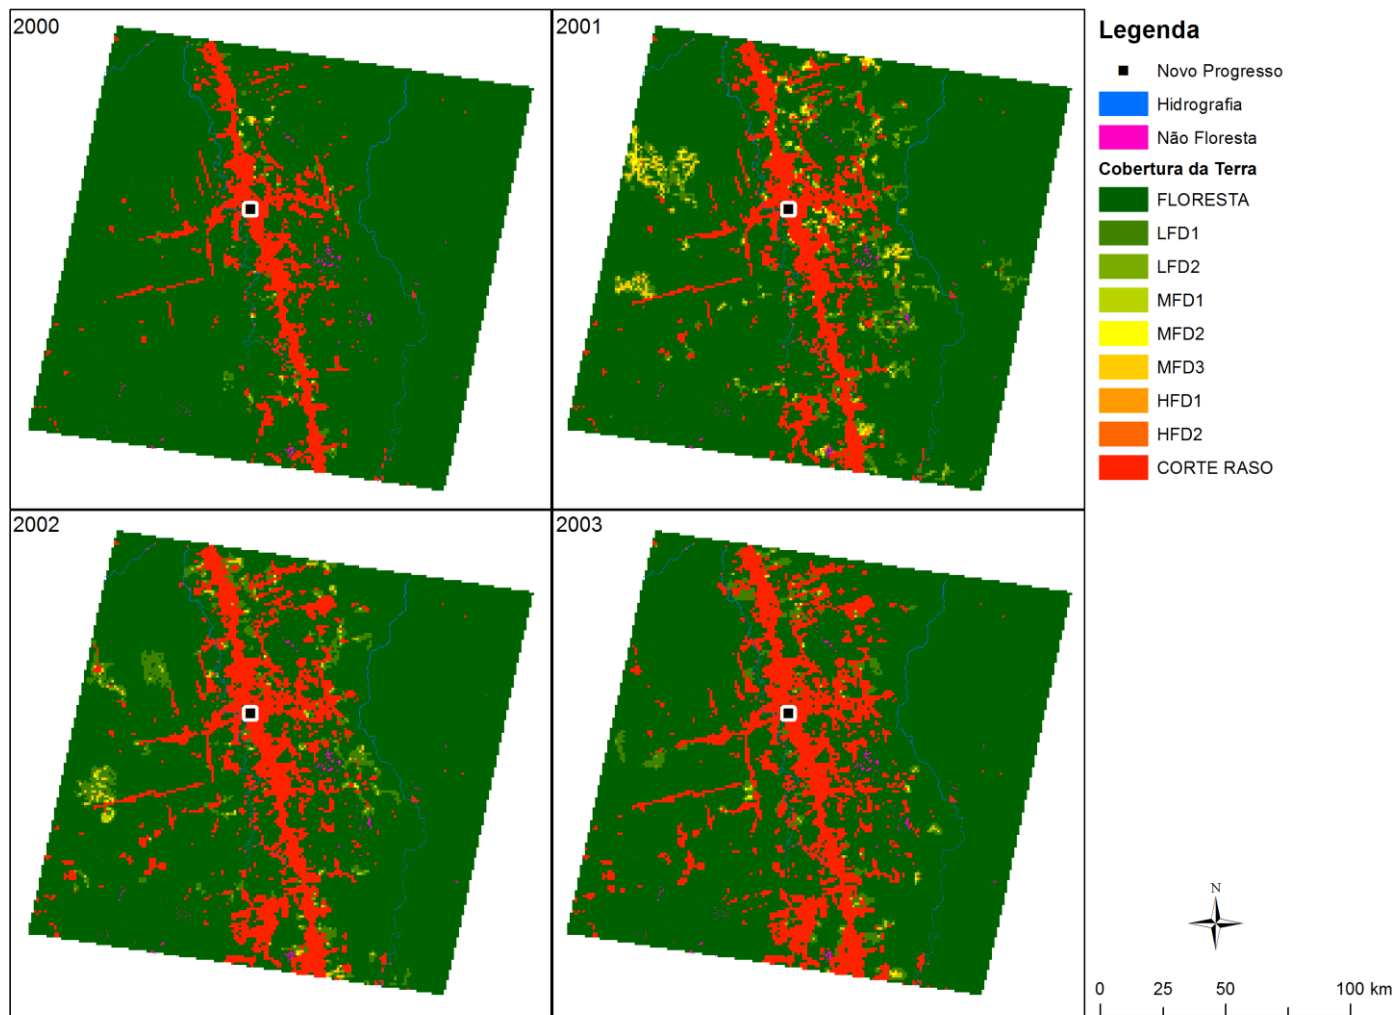 2000
2001
2002
2003
Legenda
Novo Progresso
Hidrografia
Não Floresta
Cobertura da Terra
FLORESTA
LFD1
LFD2
MFD1
MFD2
MFD3
HFD1
HFD2
CORTE RASO
N
0 25 50 100 km